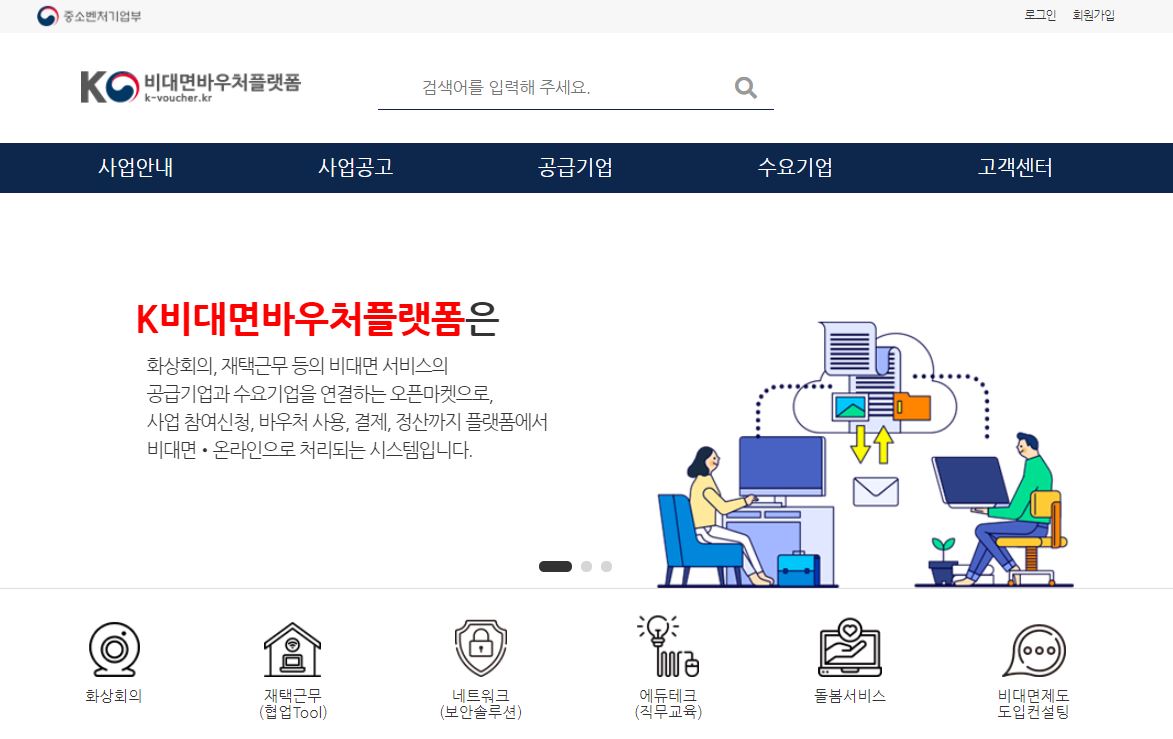 중소벤처기업부
로그인 회원가입
KO 비대면바우처플랫폼
k-voucher.kr
검색어를 입력해 주세요.
사업안내 사업공고 공급기업 수요기업 고객센터
K비대면바우처플랫폼은
화상회의, 재택근무 등의 비대면 서비스의
공급기업과 수요기업을 연결하는 오픈마켓으로,
사업 참여신청, 바우처 사용, 결제, 정산까지 플랫폼에서
비대면 • 온라인으로 처리되는 시스템입니다.
화상회의
재택근무
(협업Tool)
네트워크
(보안솔루션)
에듀테크
(직무교육)
돌봄서비스
비대면제도
도입컨설팅